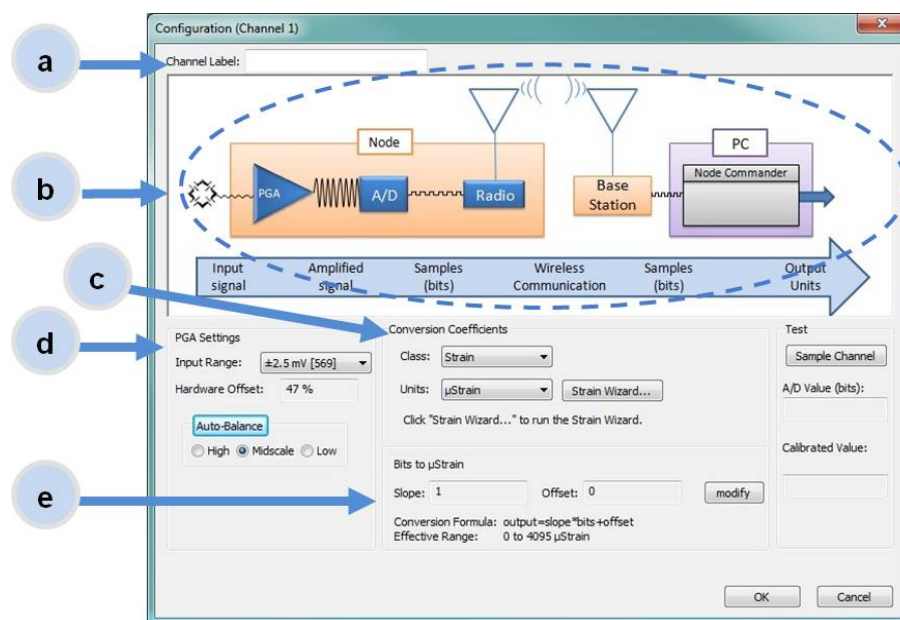 Configuration (Channel 1)
a
Channel Label:
b
Node
PC
PGA
A/D
Radio
Base
Station
Node Commander
Input
signal
Amplified
signal
Samples
(bits)
Wireless
Communication
Samples
(bits)
Output
Units
c
d
PGA Settings
Input Range: ±2.5 mV [569]
Hardware Offset: 47 %
Auto-Balance
High Midscale Low
Conversion Coefficients
Class: Strain
Units: µStrain Strain Wizard...
Click "Strain Wizard..." to run the Strain Wizard.
e
Bits to µStrain
Slope: 1 Offset: 0 modify
Conversion Formula: output=slope*bits+offset
Effective Range: 0 to 4095 µStrain
Test
Sample Channel
A/D Value (bits):
Calibrated Value:
OK Cancel